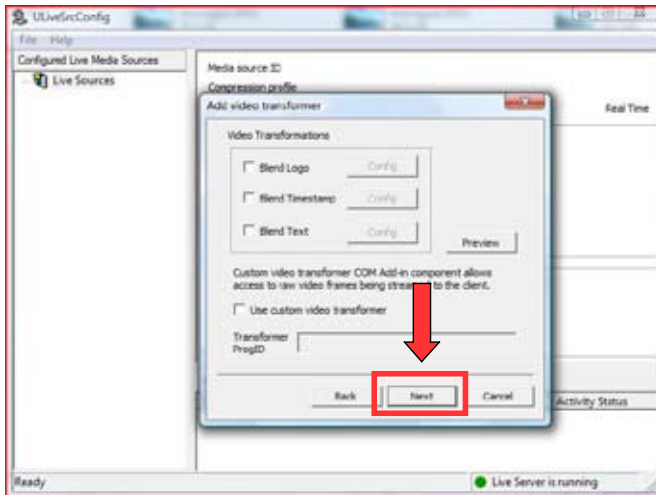 ULiveSrcConfig
File Help
Configured Live Media Sources
Live Sources
Media source ID
Compression profile
Real Time
Add video transformer
Video Transformations
Blend Logo
Config
Blend Timestamp
Config
Blend Text
Config
Preview
Custom video transformer COM Add-in component allows
access to raw video frames being streamed to the client.
Use custom video transformer
Transformer
ProgID
Back
Next
Cancel
Activity Status
Ready
Live Server is running